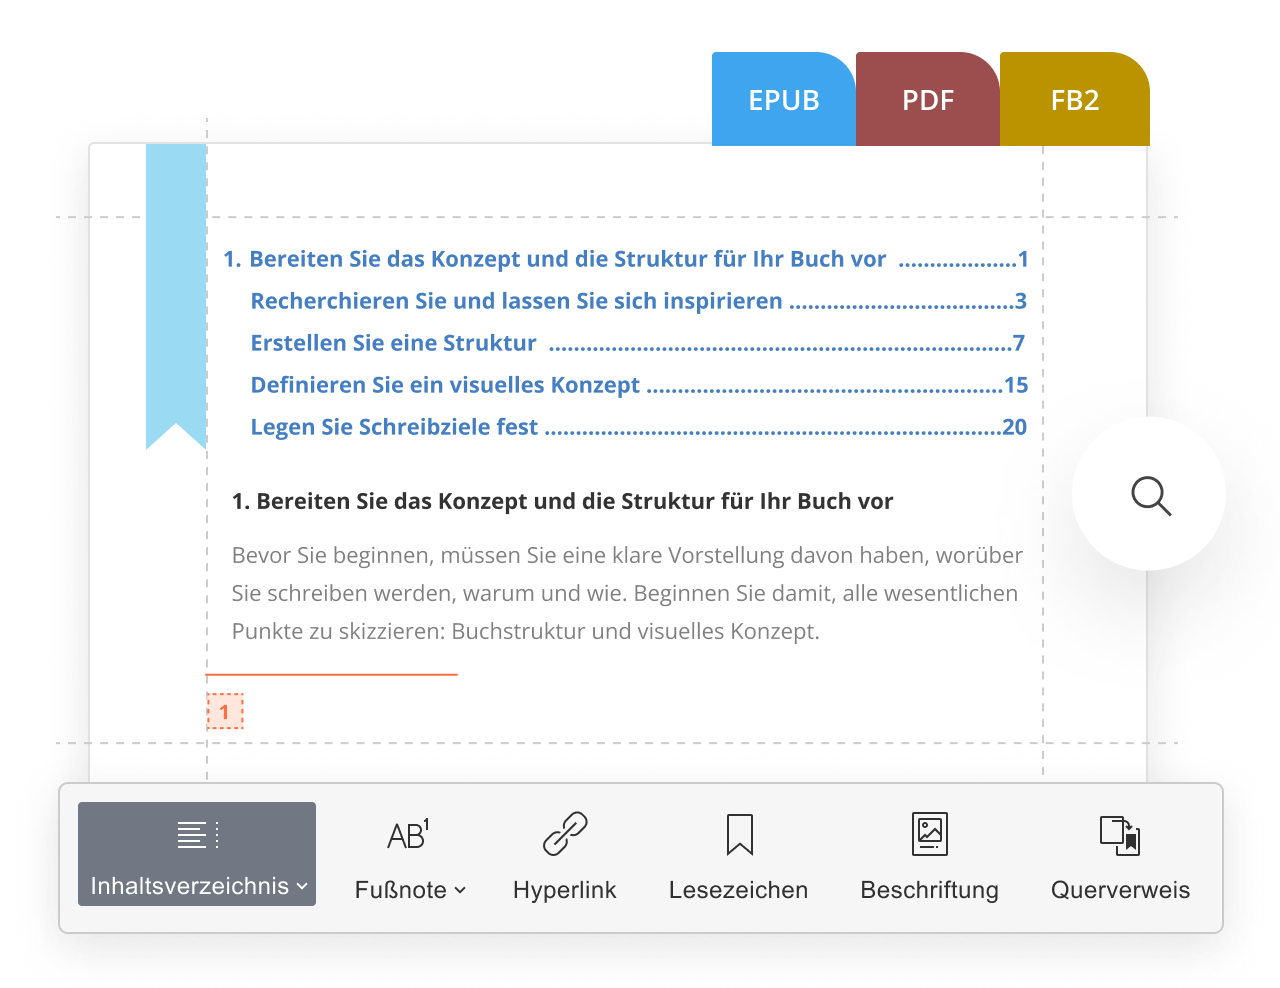 EPUB PDF FB2
1. Bereiten Sie das Konzept und die Struktur für Ihr Buch vor ...................1
Recherchieren Sie und lassen Sie sich inspirieren ....................................3
Erstellen Sie eine Struktur ..........................................................................7
Definieren Sie ein visuelles Konzept .........................................................15
Legen Sie Schreibziele fest .........................................................................20
1. Bereiten Sie das Konzept und die Struktur für Ihr Buch vor
Bevor Sie beginnen, müssen Sie eine klare Vorstellung davon haben, worüber
Sie schreiben werden, warum und wie. Beginnen Sie damit, alle wesentlichen
Punkte zu skizzieren: Buchstruktur und visuelles Konzept.
1
AB1
Inhaltsverzeichnis Fußnote Hyperlink Lesezeichen Beschriftung Querverweis